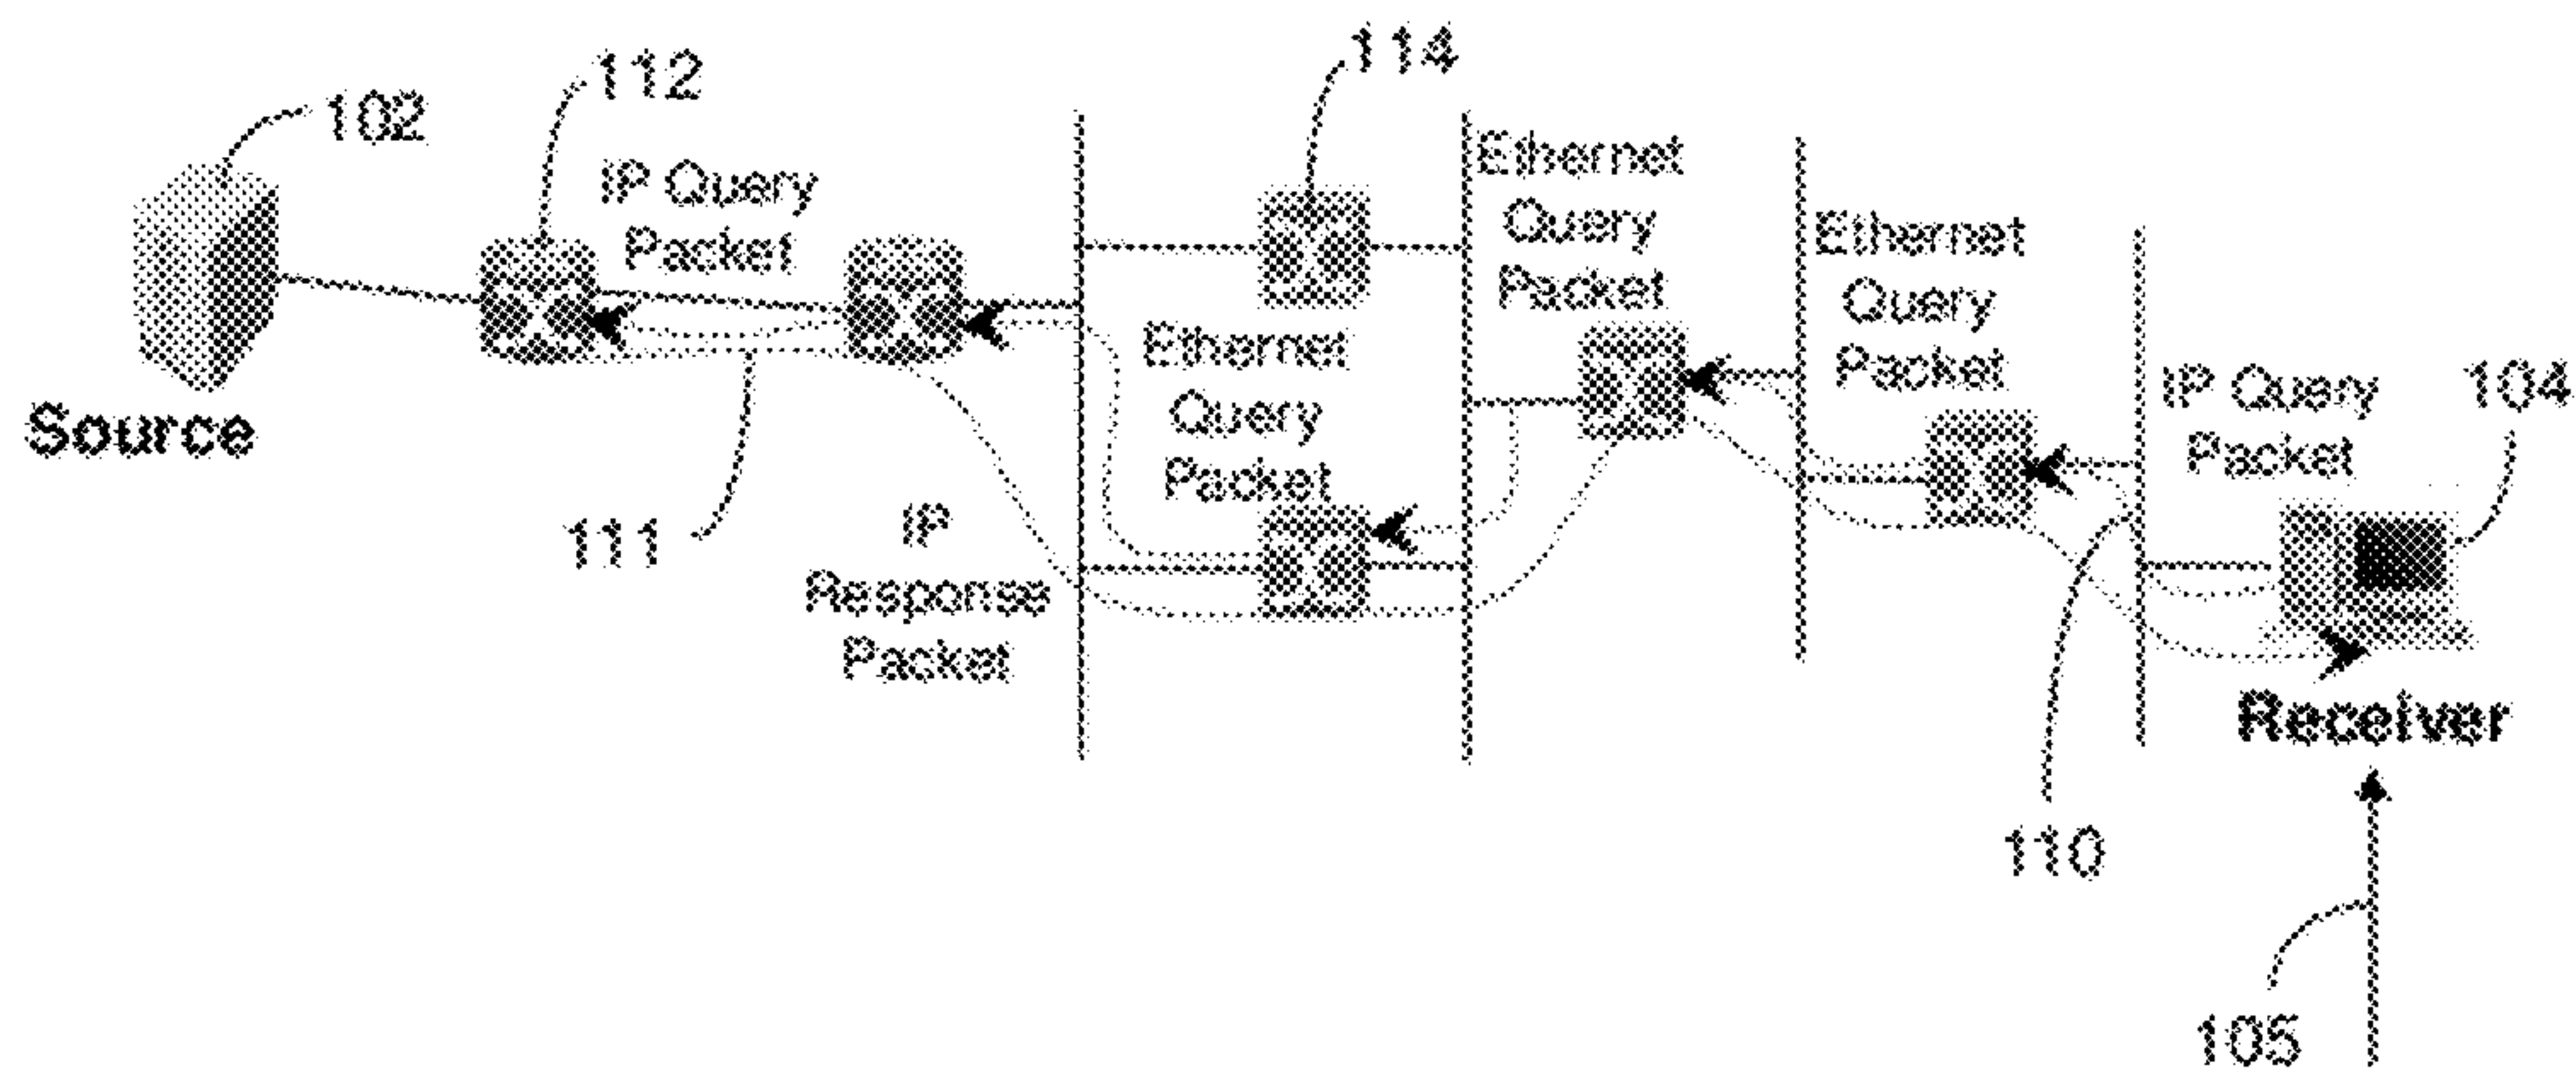 114
112
102
IP Query
Packet
Ethernet
Query
Packet
Ethernet
Query
Packet
Ethernet
Query
Packet
IP Query
Packet
104
Source
111
IP
Response
Packet
Receiver
110
105